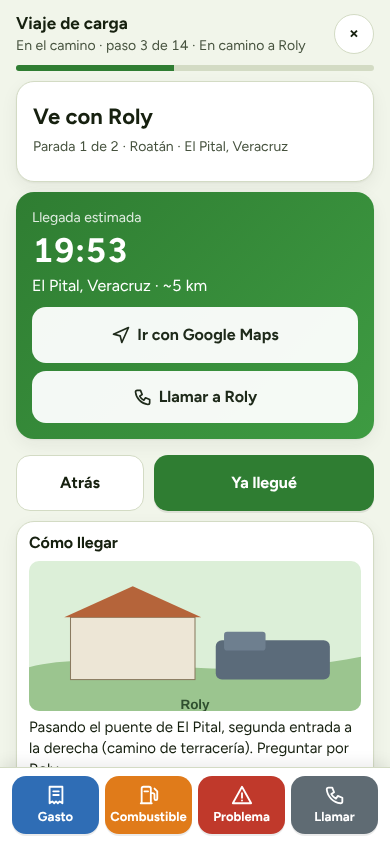 Viaje de carga
En el camino · paso 3 de 14 · En camino a Roly
×
Ve con Roly
Parada 1 de 2 · Roatán · El Pital, Veracruz
Llegada estimada
19:53
El Pital, Veracruz · ~5 km
Ir con Google Maps
Llamar a Roly
Atrás
Ya llegué
Cómo llegar
Roly
Pasando el puente de El Pital, segunda entrada a
la derecha (camino de terracería). Preguntar por
Gasto
Combustible
Problema
Llamar